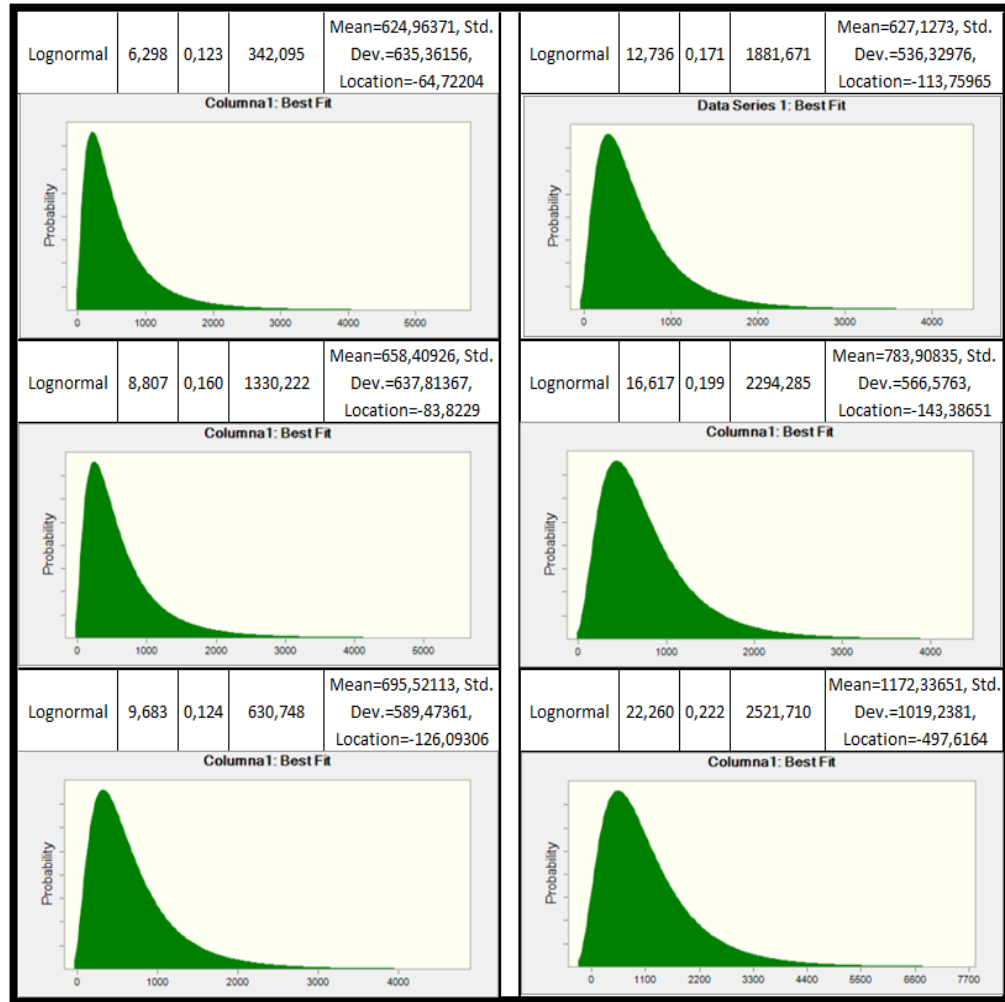 Lognormal 6,298 0,123 342,095 Mean=624,96371, Std.
Dev.=635,36156,
Location=-64,72204
Columna1: Best Fit
Probability
0 1000 2000 3000 4000 5000 6000
Lognormal 12,736 0,171 1881,671 Mean=627,1273, Std.
Dev.=536,32976,
Location=-113,75965
Data Series 1: Best Fit
Probability
0 1000 2000 3000 4000
Lognormal 8,807 0,160 1330,222 Mean=658,40926, Std.
Dev.=637,81367,
Location=-83,8229
Columna1: Best Fit
Probability
0 1000 2000 3000 4000 5000
Lognormal 16,617 0,199 2294,285 Mean=783,90835, Std.
Dev.=566,5763,
Location=-143,38651
Columna1: Best Fit
Probability
0 1000 2000 3000 4000
Lognormal 9,683 0,124 630,748 Mean=695,52113, Std.
Dev.=589,47361,
Location=-126,09306
Columna1: Best Fit
Probability
0 1000 2000 3000 4000
Lognormal 22,260 0,222 2521,710 Mean=1172,33651, Std.
Dev.=1019,2381,
Location=-497,6164
Columna1: Best Fit
Probability
0 1100 2200 3300 4400 5500 6600 7700